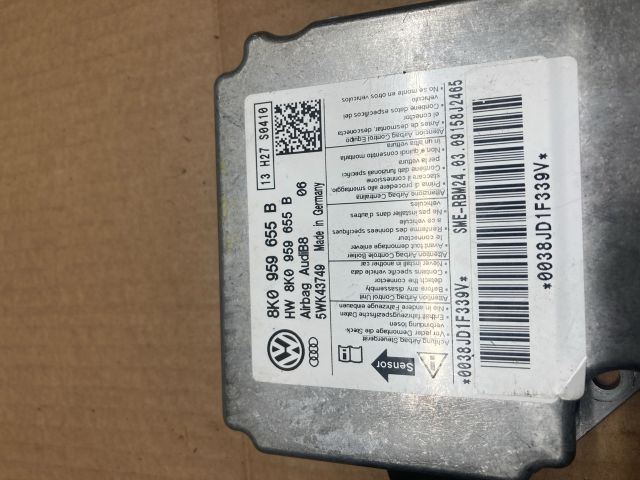 8K0 959 655 B
HW 8K0 959 655 B
Airbag AudiB8 06
5WK43749 Made in Germany
13 H27 S0410
Sensor
Achtung Airbag Steuergerät
• Vor jeder Demontage die Steck-
verbindung lösen
• Enthält fahrzeugspezifische Daten
• Nicht in andere Fahrzeuge einbauen
Attention Airbag Control Unit
• Before any disassembly
detach the connector
• Contains specific vehicle data
• Never install in another car
Attention Airbag Control Boitier
• Avant tout demontage deverouiller
le connecteur
• Renferme des données spécifiques
a ce vehicule
• Ne pas installer dans d'autres
vehicules
Attenzione Airbag Centralina
• Prima di procedere allo smontaggio,
staccare il connessione
• Contiene dati funzionali specifici
per la vettura
• Non è quindi consentito montarla
in un'altra vettura
Atencion Airbag Control Equipo
• Antes de desmontar, desconecta
el conector
• Contiene datos especificos del
vehiculo
• No se monte en otros vehiculos
SME-RBM24.03.09158J2465
*0038JD1F339V*
*0038JD1F339V*